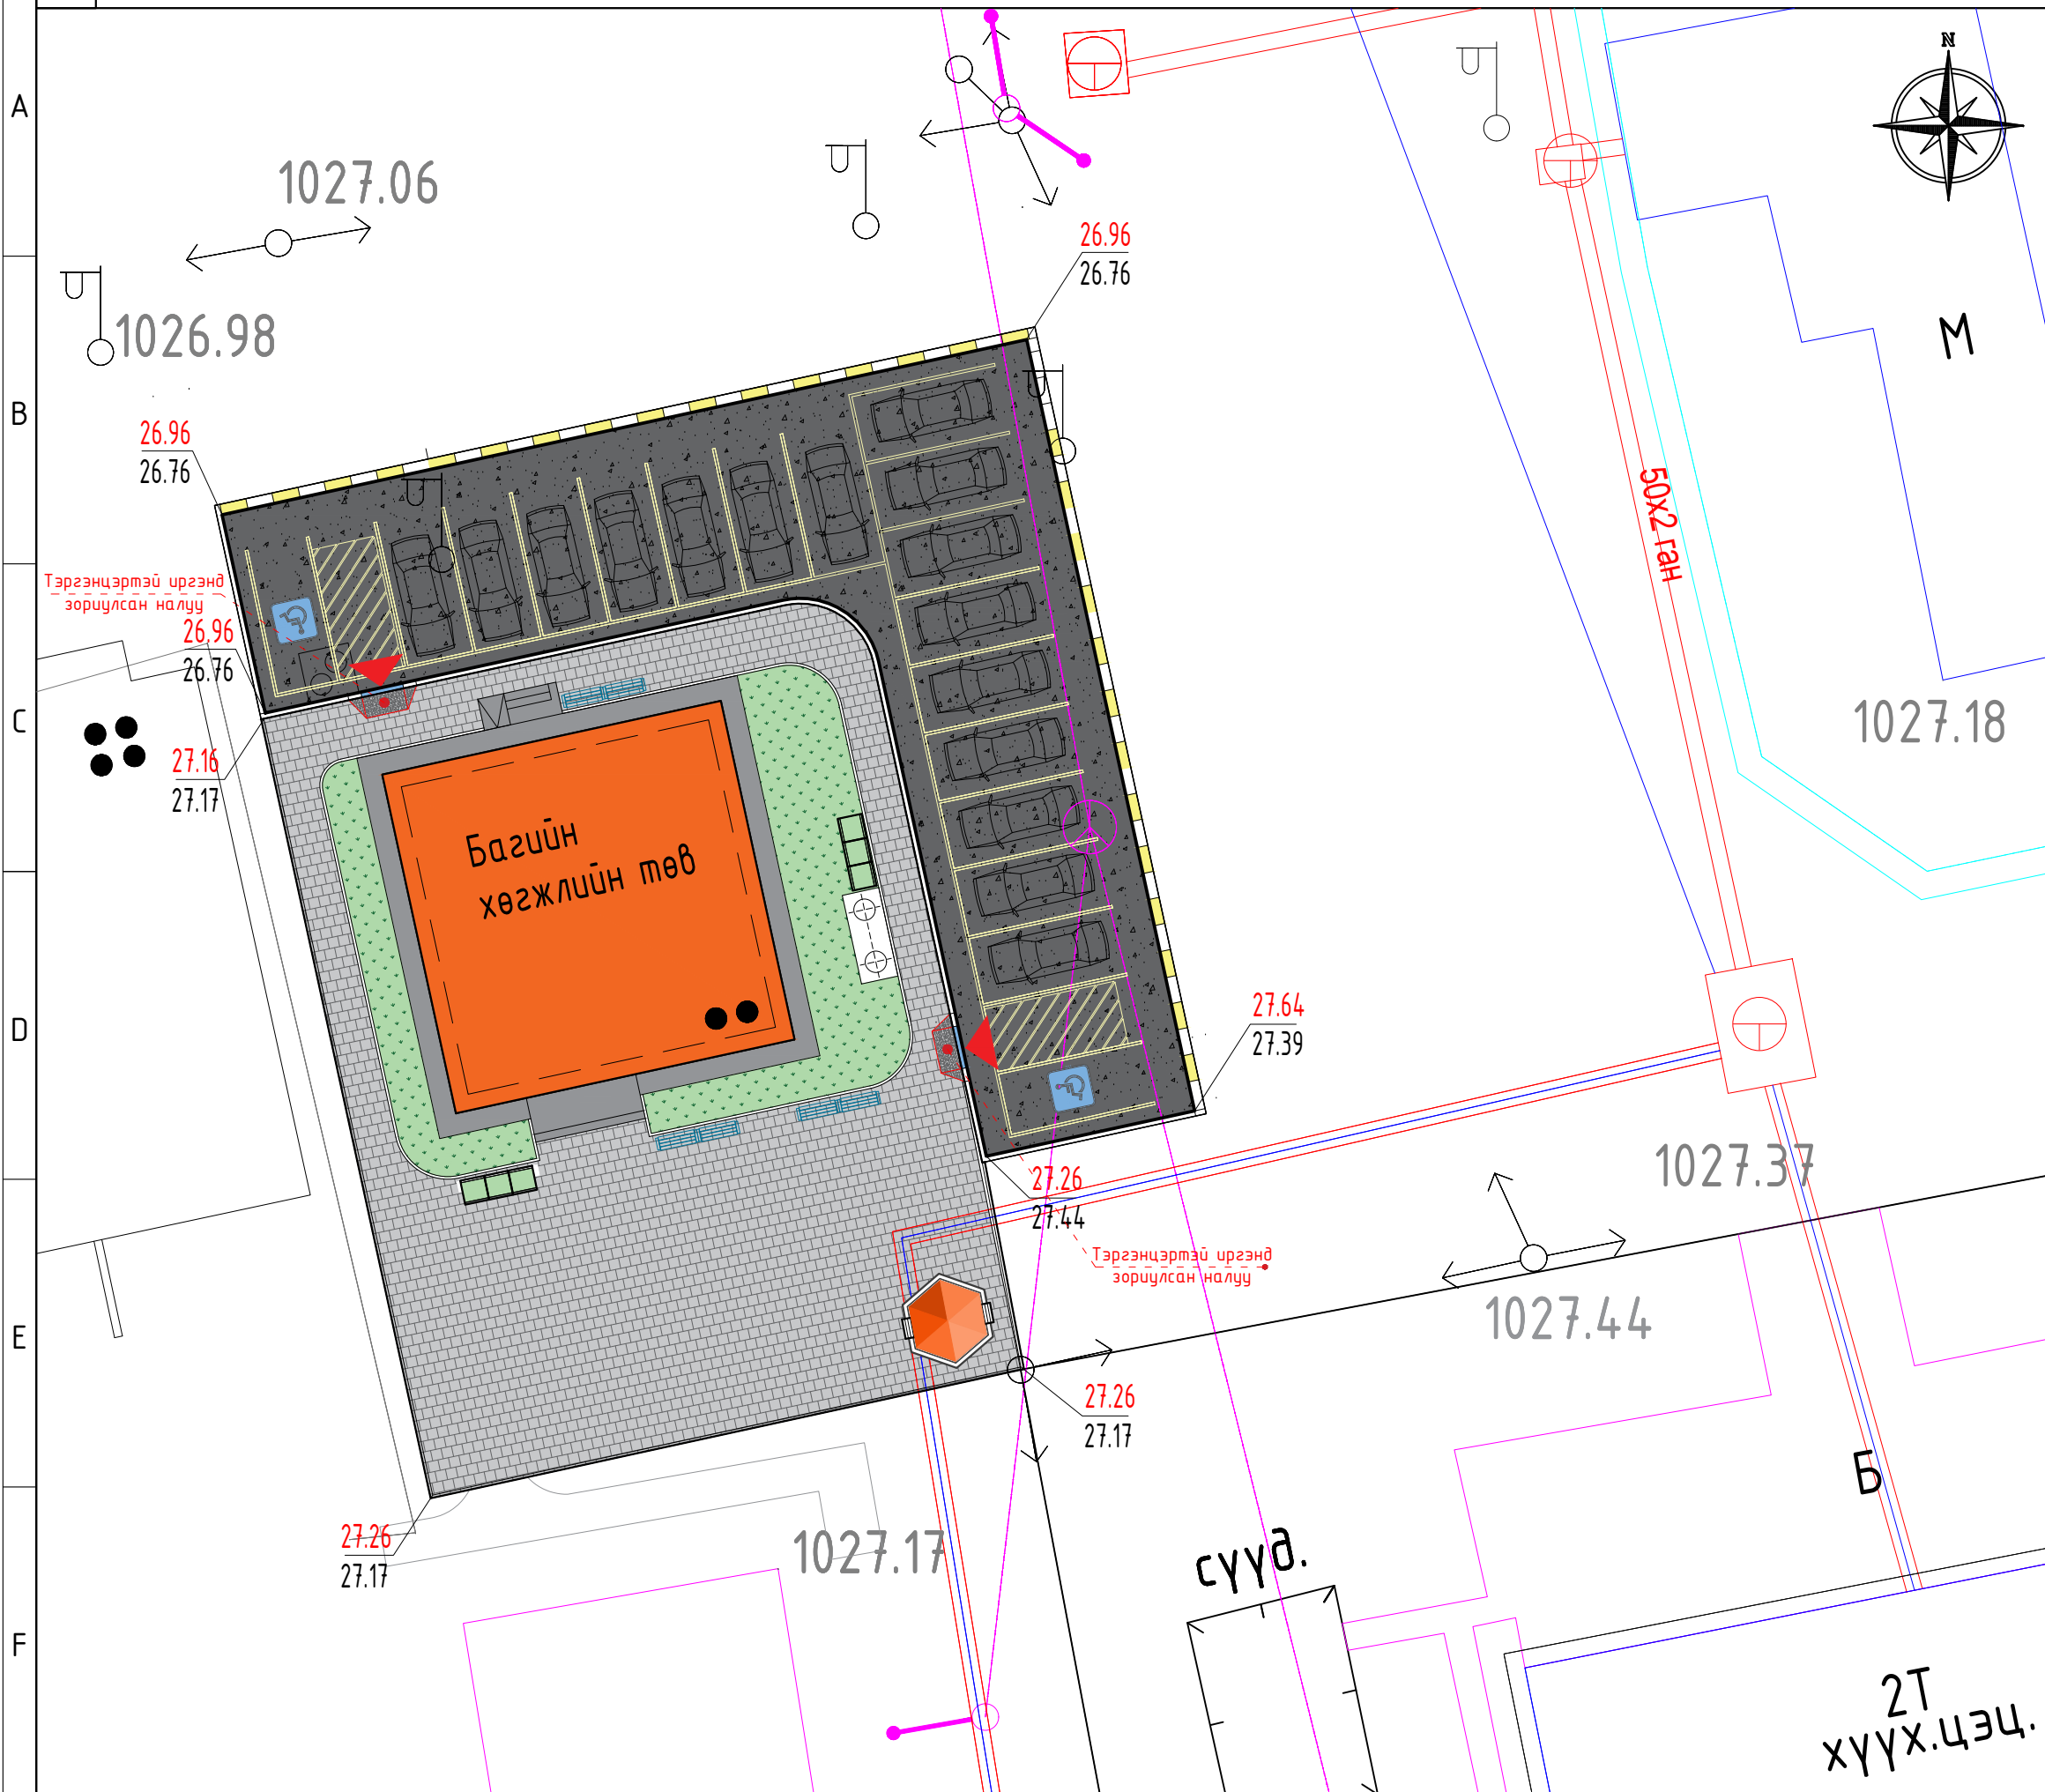 A
B
C
D
E
F
N
1027.06
1026.98
26.96
26.76
26.96
26.76
Тэргэнцэртэй иргэнд
зориулсан налуу
26.96
26.76
27.16
27.17
Багийн
хөгжлийн төв
50х2 ган
М
1027.18
27.64
27.39
27.26
27.44
Тэргэнцэртэй иргэнд
зориулсан налуу
1027.37
1027.44
27.26
27.17
27.26
27.17
1027.17
сууд.
Б
2Т
хүүх.цэц.